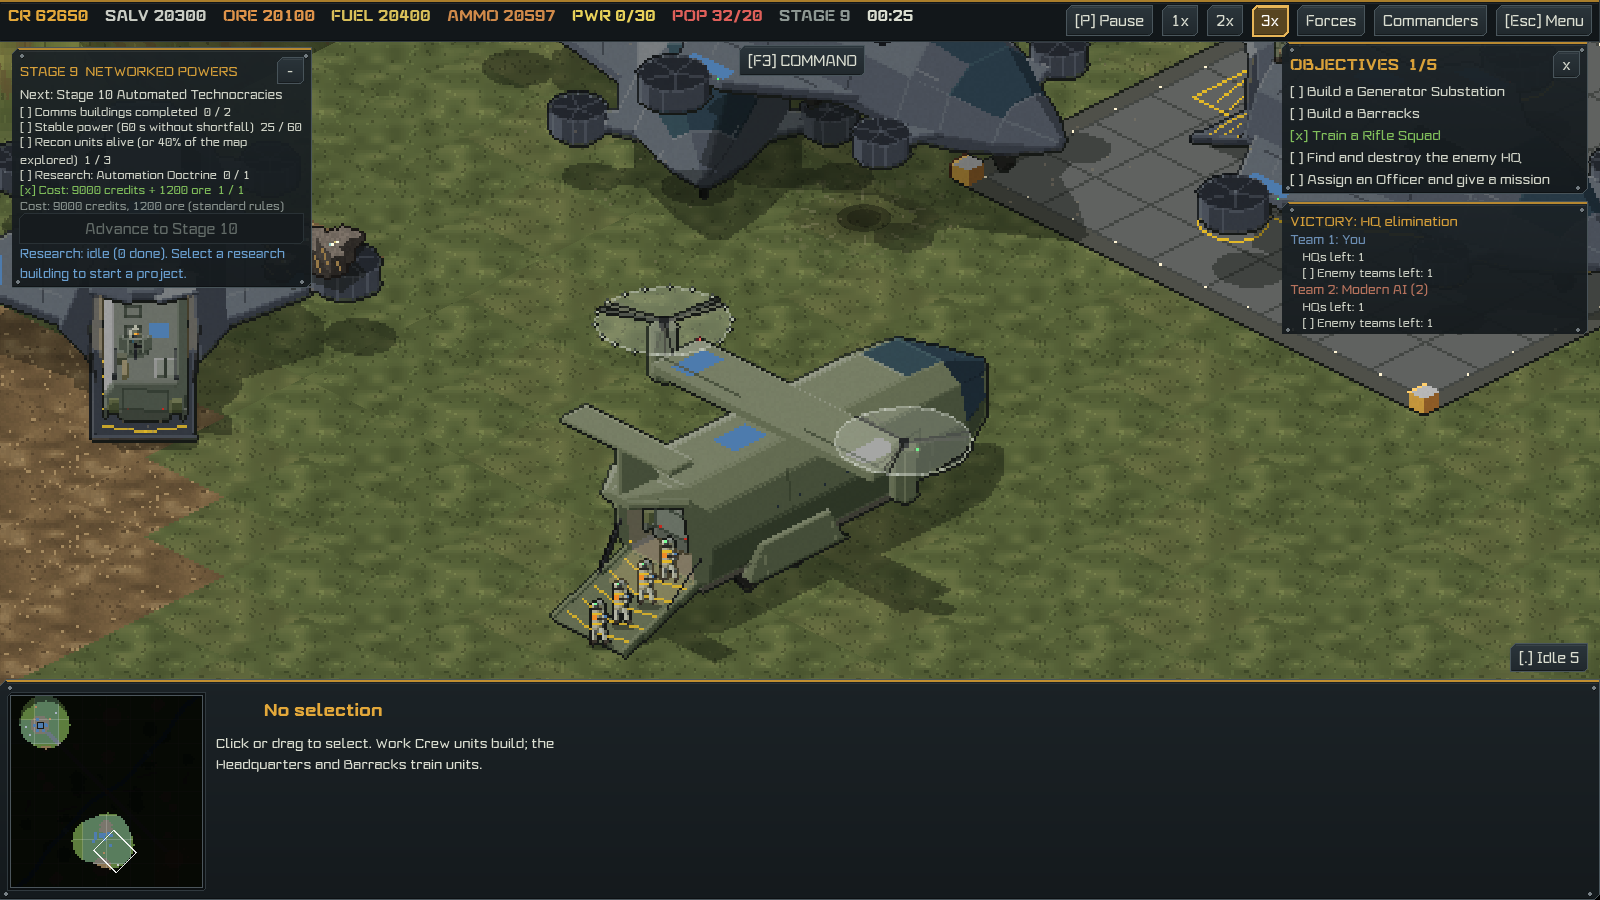 CR 62650 SALV 20300 ORE 20100 FUEL 20400 AMMO 20597 PWR 0/30 POP 32/20 STAGE 9 00:25
[P] Pause 1x 2x 3x Forces Commanders [Esc] Menu
[F3] COMMAND
STAGE 9 NETWORKED POWERS -
Next: Stage 10 Automated Technocracies
[ ] Comms buildings completed 0 / 2
[ ] Stable power (60 s without shortfall) 25 / 60
[ ] Recon units alive (or 40% of the map
explored) 1 / 3
[ ] Research: Automation Doctrine 0 / 1
[x] Cost: 9000 credits + 1200 ore 1 / 1
Cost: 9000 credits, 1200 ore (standard rules)
Advance to Stage 10
Research: idle (0 done). Select a research
building to start a project.
OBJECTIVES 1/5 x
[ ] Build a Generator Substation
[ ] Build a Barracks
[x] Train a Rifle Squad
[ ] Find and destroy the enemy HQ
[ ] Assign an Officer and give a mission
VICTORY: HQ elimination
Team 1: You
HQs left: 1
[ ] Enemy teams left: 1
Team 2: Modern AI (2)
HQs left: 1
[ ] Enemy teams left: 1
[.] Idle 5
No selection
Click or drag to select. Work Crew units build; the
Headquarters and Barracks train units.